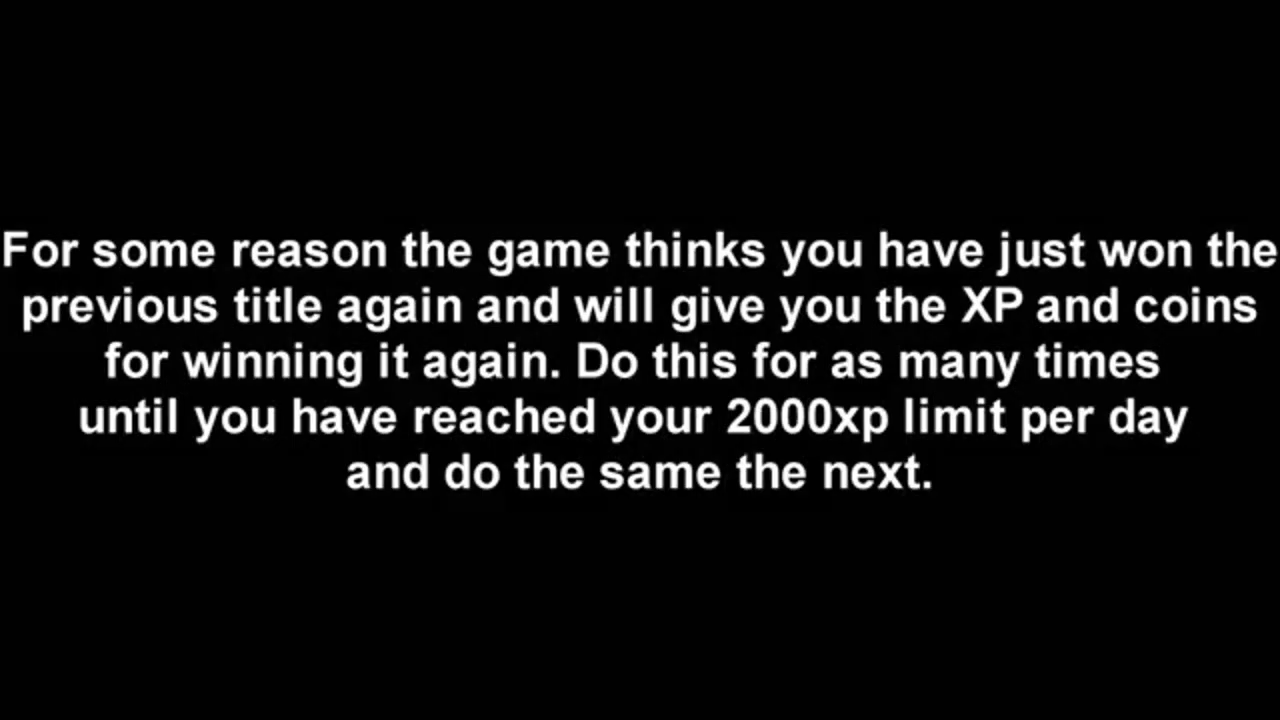 For some reason the game thinks you have just won the
previous title again and will give you the XP and coins
for winning it again. Do this for as many times
until you have reached your 2000xp limit per day
and do the same the next.